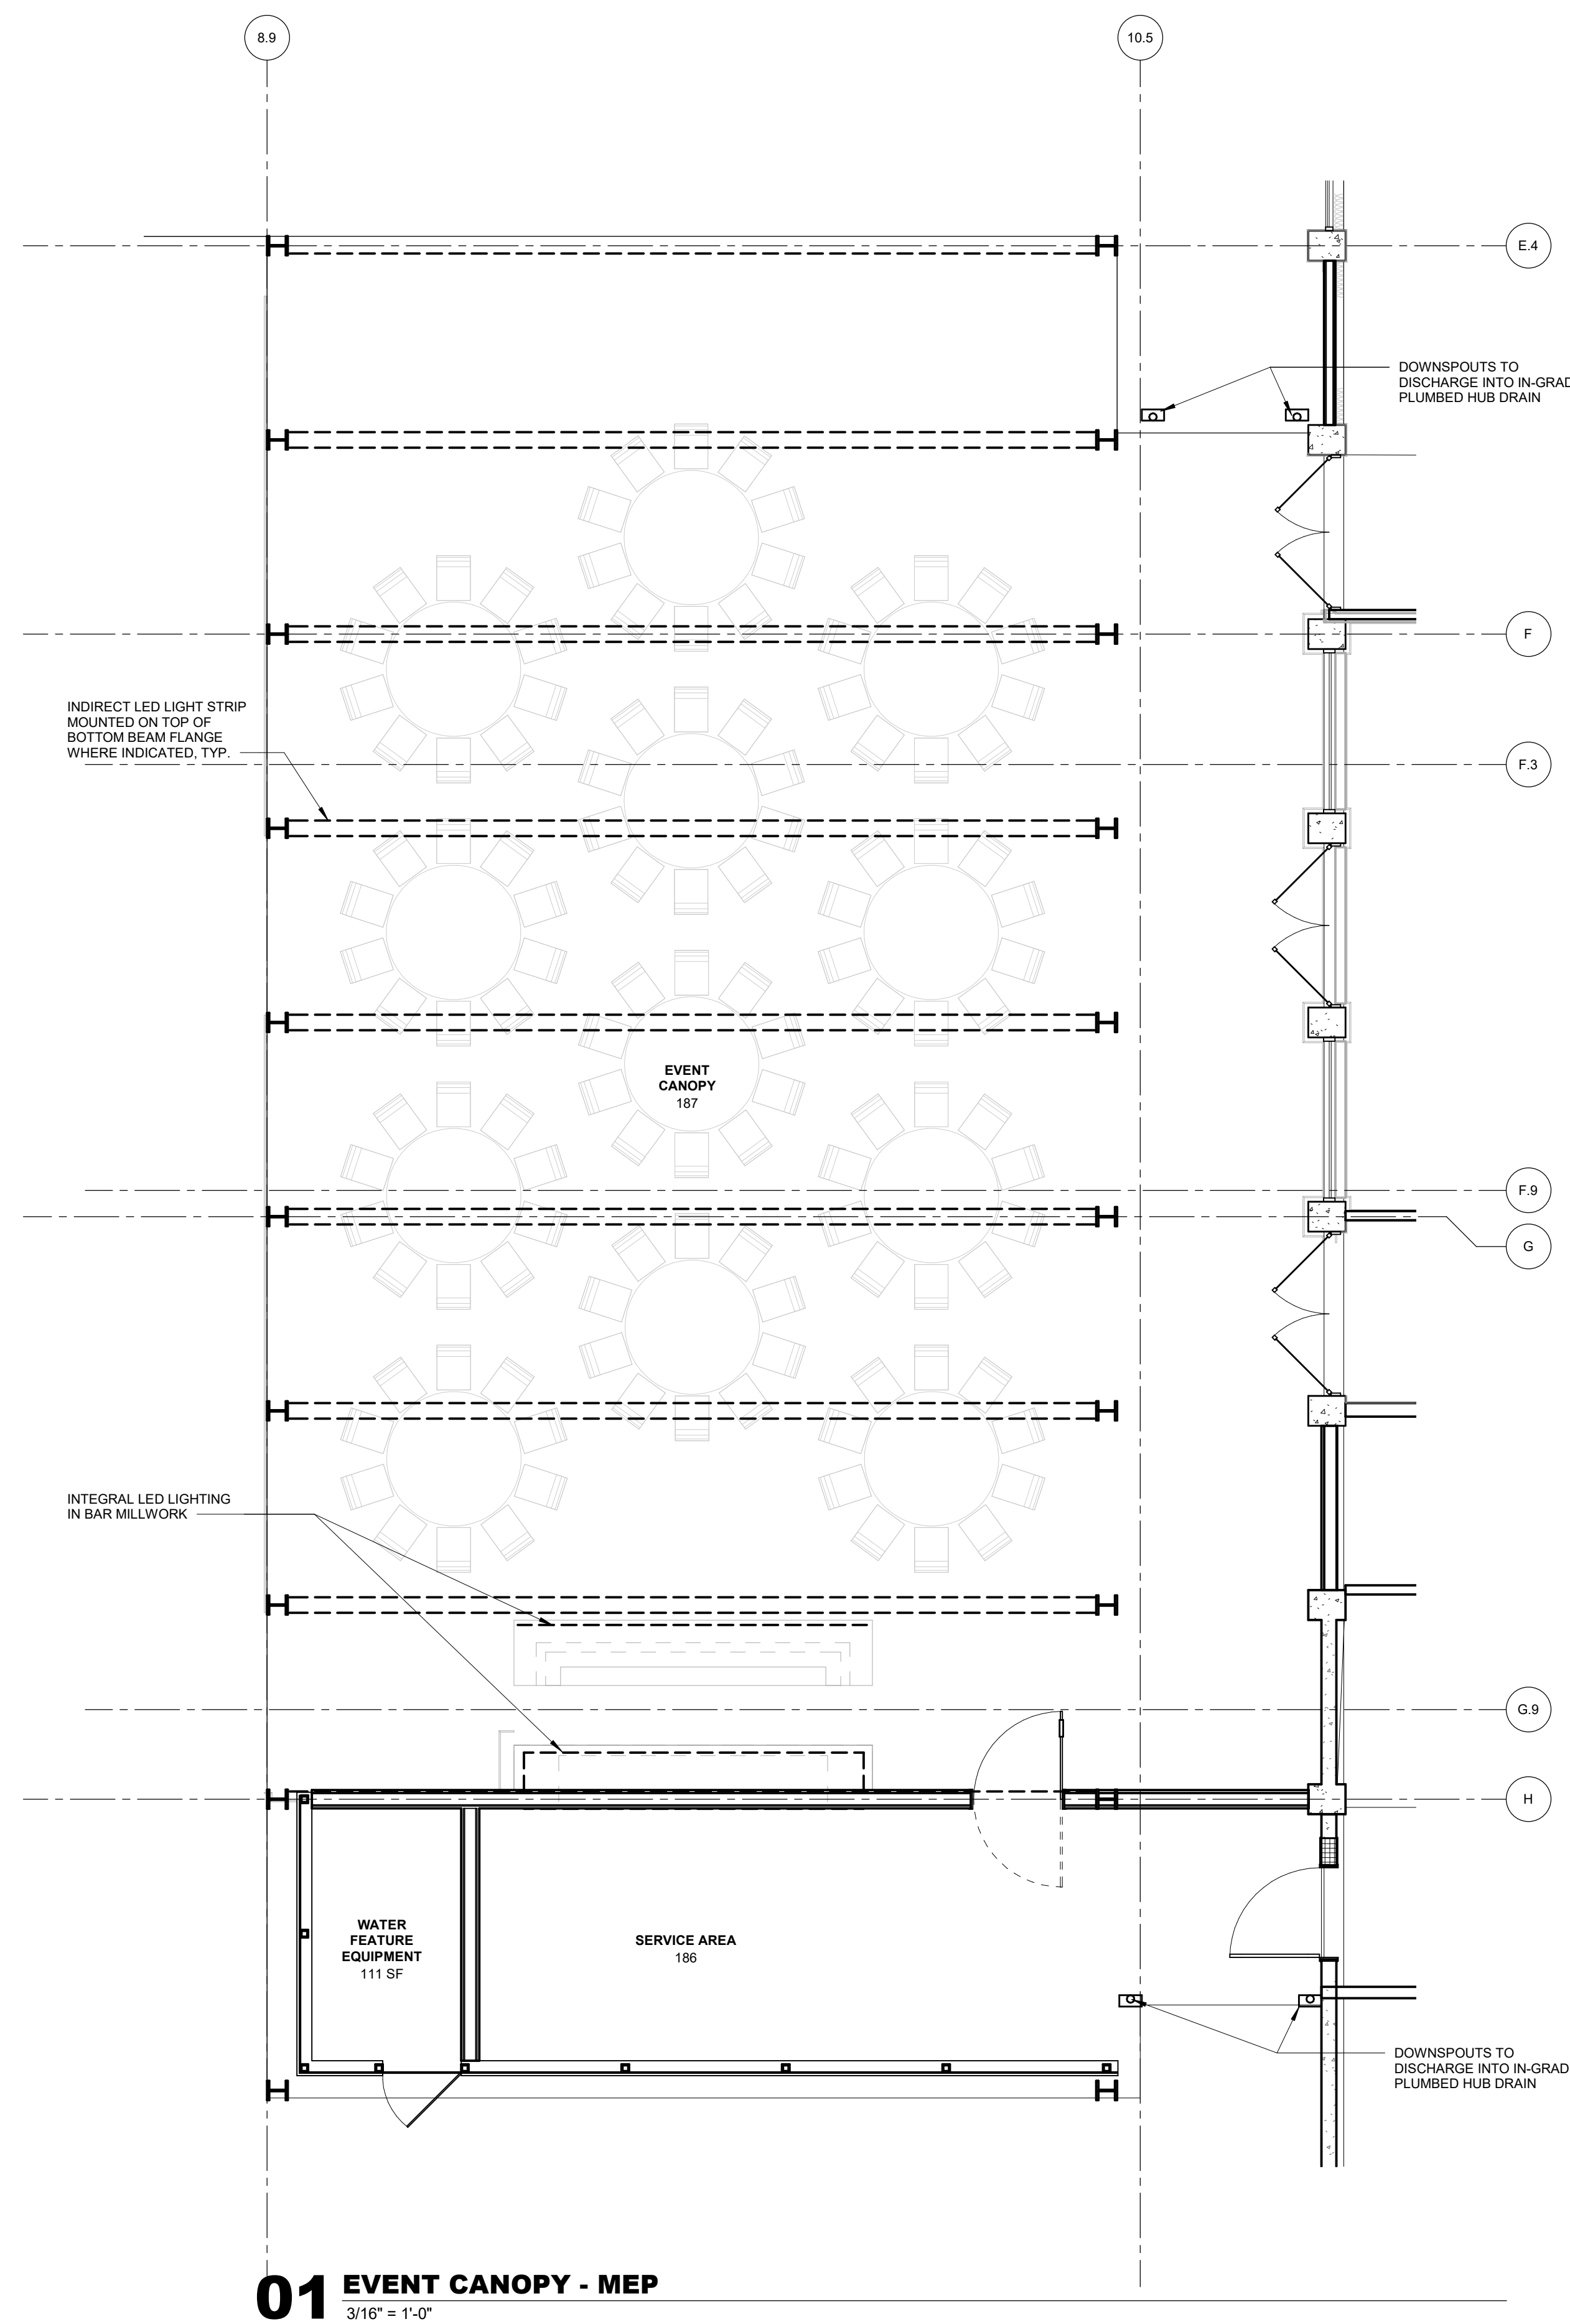 8.9
10.5
E.4
DOWNSPOUTS TO
DISCHARGE INTO IN-GRAD
PLUMBED HUB DRAIN
F
INDIRECT LED LIGHT STRIP
MOUNTED ON TOP OF
BOTTOM BEAM FLANGE
WHERE INDICATED, TYP.
F.3
EVENT
CANOPY
187
F.9
G
INTEGRAL LED LIGHTING
IN BAR MILLWORK
G.9
H
WATER
FEATURE
EQUIPMENT
111 SF
SERVICE AREA
186
DOWNSPOUTS TO
DISCHARGE INTO IN-GRAD
PLUMBED HUB DRAIN
01 EVENT CANOPY - MEP
3/16" = 1'-0"